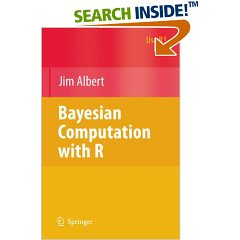 SEARCH INSIDE!™
Jim Albert
Bayesian
Computation
with R
Springer